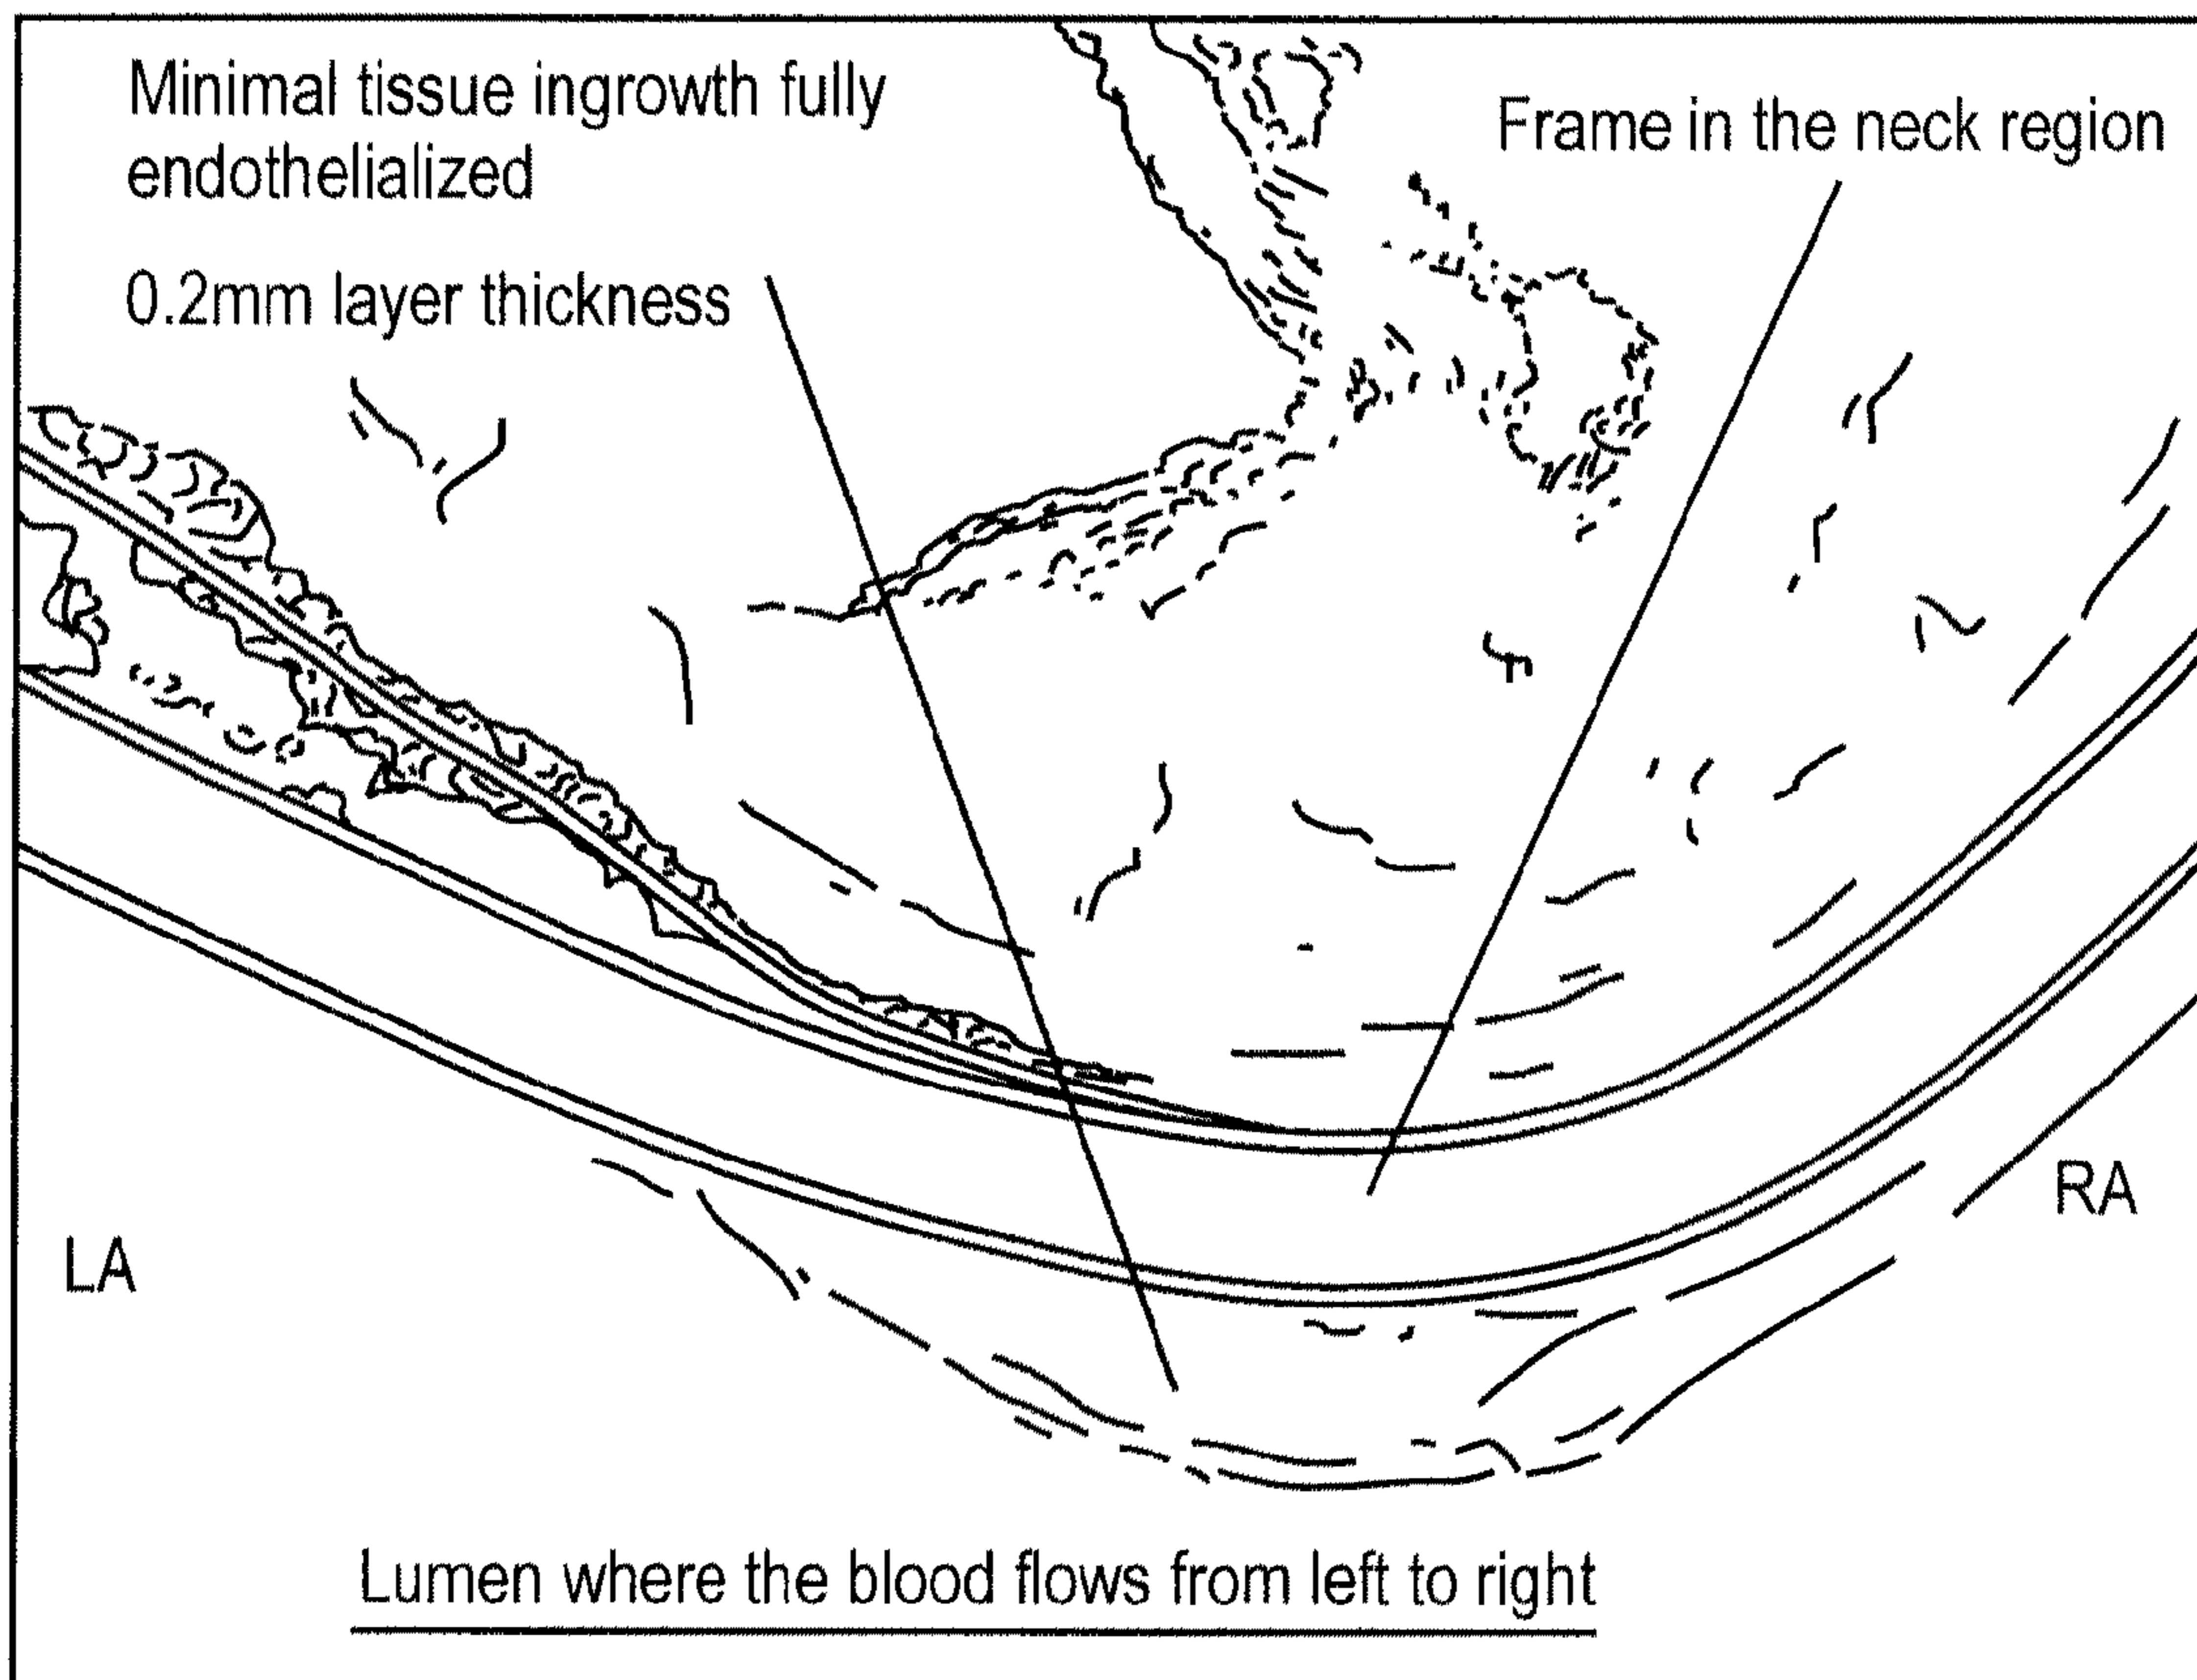 Minimal tissue ingrowth fully
endothelialized
0.2mm layer thickness
Frame in the neck region
RA
LA
Lumen where the blood flows from left to right